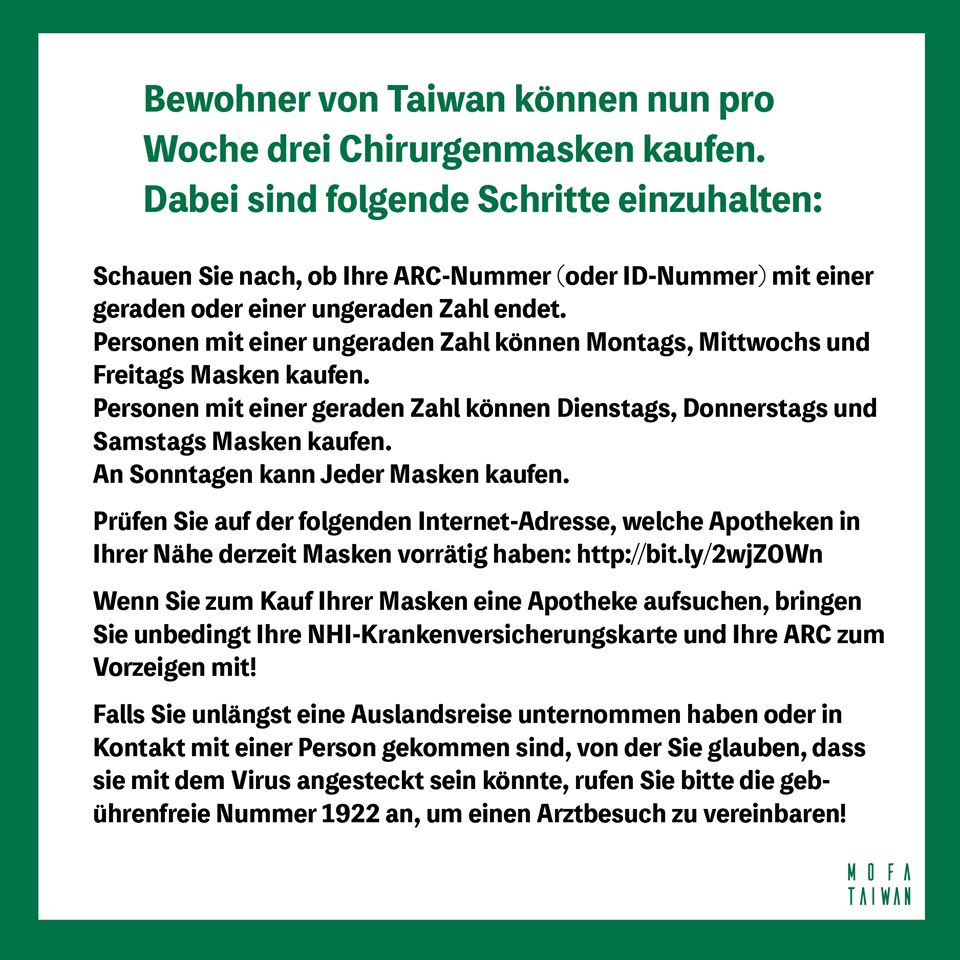 Bewohner von Taiwan können nun pro
Woche drei Chirurgenmasken kaufen.
Dabei sind folgende Schritte einzuhalten:
Schauen Sie nach, ob Ihre ARC-Nummer（oder ID-Nummer）mit einer
geraden oder einer ungeraden Zahl endet.
Personen mit einer ungeraden Zahl können Montags, Mittwochs und
Freitags Masken kaufen.
Personen mit einer geraden Zahl können Dienstags, Donnerstags und
Samstags Masken kaufen.
An Sonntagen kann Jeder Masken kaufen.
Prüfen Sie auf der folgenden Internet-Adresse, welche Apotheken in
Ihrer Nähe derzeit Masken vorrätig haben: http://bit.ly/2wjZOWn
Wenn Sie zum Kauf Ihrer Masken eine Apotheke aufsuchen, bringen
Sie unbedingt Ihre NHI-Krankenversicherungskarte und Ihre ARC zum
Vorzeigen mit!
Falls Sie unlängst eine Auslandsreise unternommen haben oder in
Kontakt mit einer Person gekommen sind, von der Sie glauben, dass
sie mit dem Virus angesteckt sein könnte, rufen Sie bitte die geb-
ührenfreie Nummer 1922 an, um einen Arztbesuch zu vereinbaren!
MOFA
TAIWAN